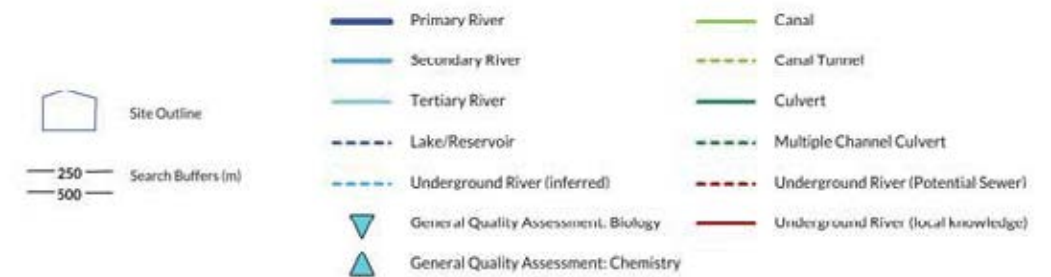 Site Outline
250
500
Search Buffers (m)
Primary River
Secondary River
Tertiary River
Lake/Reservoir
Underground River (inferred)
General Quality Assessment: Biology
General Quality Assessment: Chemistry
Canal
Canal Tunnel
Culvert
Multiple Channel Culvert
Underground River (Potential Sewer)
Underground River (local knowledge)